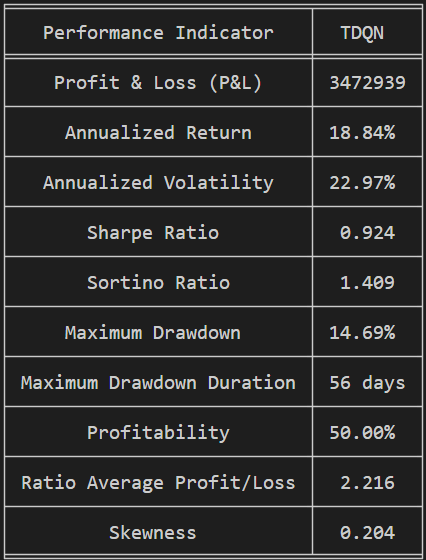 Performance Indicator TDQN
Profit & Loss (P&L) 3472939
Annualized Return 18.84%
Annualized Volatility 22.97%
Sharpe Ratio 0.924
Sortino Ratio 1.409
Maximum Drawdown 14.69%
Maximum Drawdown Duration 56 days
Profitability 50.00%
Ratio Average Profit/Loss 2.216
Skewness 0.204